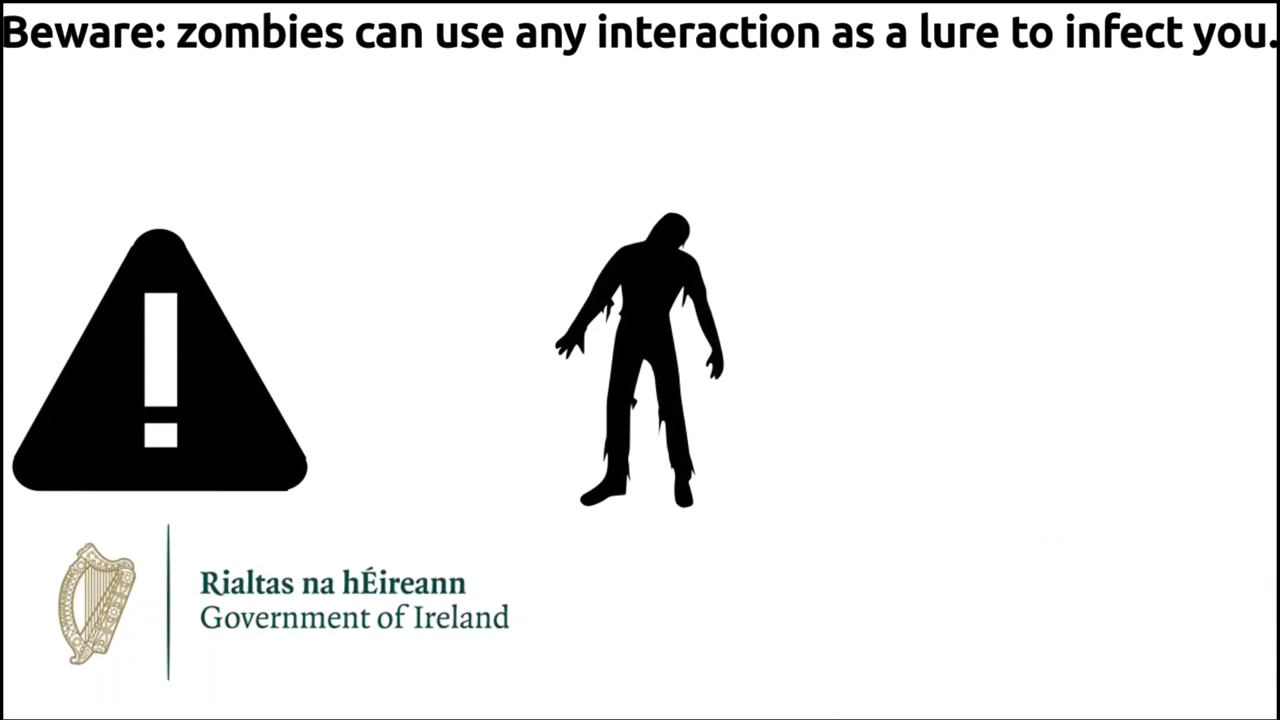 Beware: zombies can use any interaction as a lure to infect you.
Rialtas na hÉireann
Government of Ireland